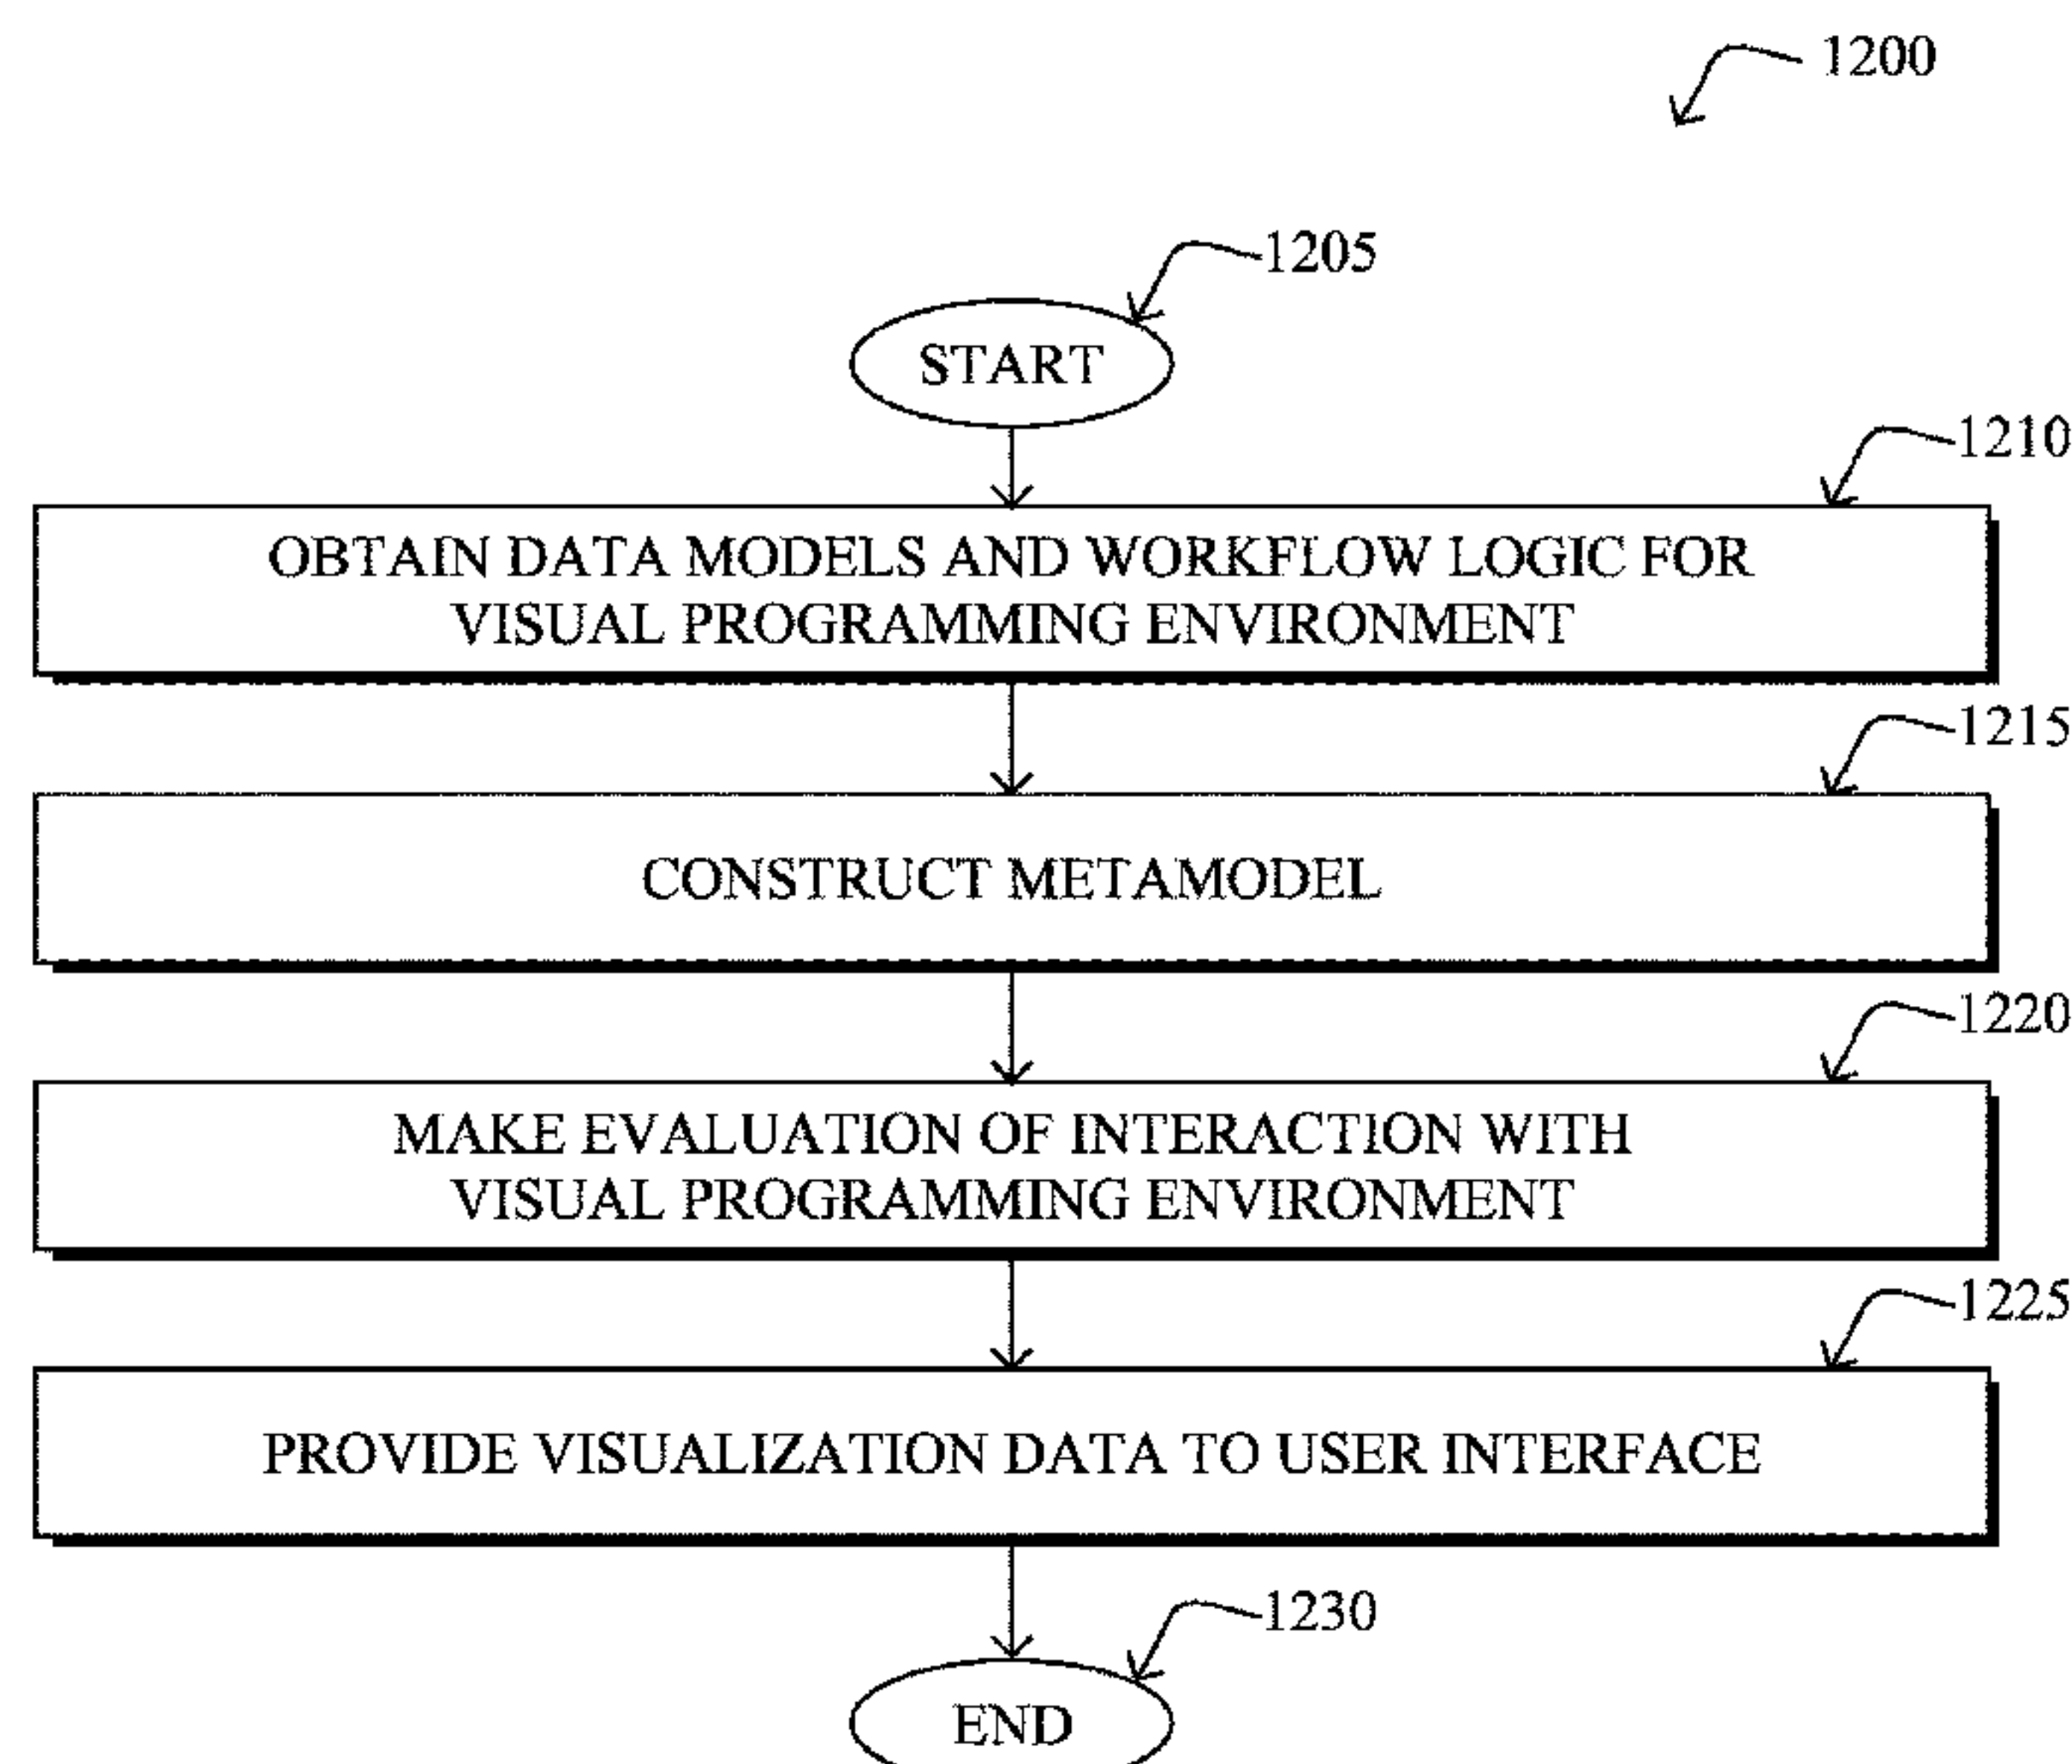 1200
1205
START
1210
OBTAIN DATA MODELS AND WORKFLOW LOGIC FOR
VISUAL PROGRAMMING ENVIRONMENT
1215
CONSTRUCT METAMODEL
1220
MAKE EVALUATION OF INTERACTION WITH
VISUAL PROGRAMMING ENVIRONMENT
1225
PROVIDE VISUALIZATION DATA TO USER INTERFACE
1230
END